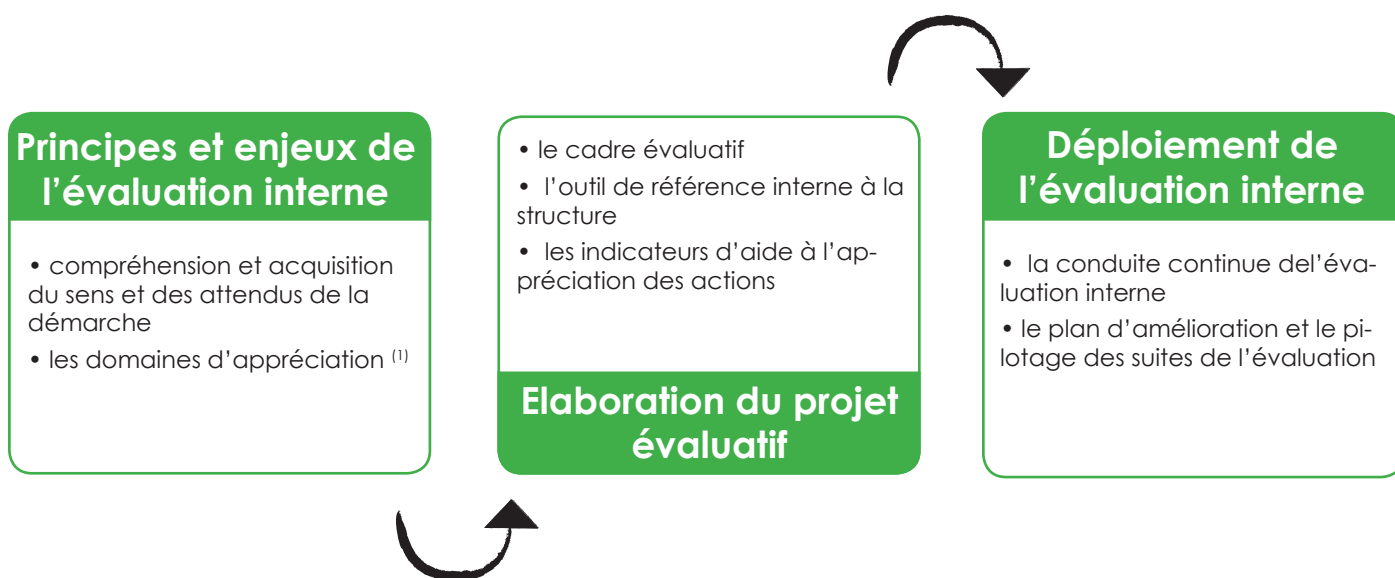 Principes et enjeux de
l’évaluation interne
• compréhension et acquisition
du sens et des attendus de la
démarche
• les domaines d’appréciation (1)
• le cadre évaluatif
• l’outil de référence interne à la
structure
• les indicateurs d’aide à l’ap-
préciation des actions
Elaboration du projet
évaluatif
Déploiement de
l’évaluation interne
• la conduite continue del’éva-
luation interne
• le plan d’amélioration et le pi-
lotage des suites de l’évaluation